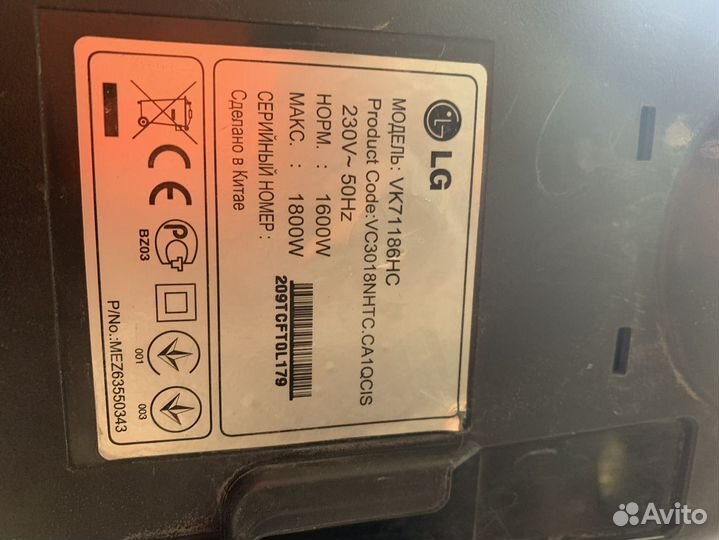 LG
МОДЕЛЬ: VK71186HC
Product Code:VC3018NHTC.CA1QCIS
230V~ 50Hz
НОРМ. : 1600W
МАКС. : 1800W
СЕРИЙНЫЙ НОМЕР :
209TCFT0L179
Сделано в Китае
CE
РСТ
BZ03
001
003
P/No.:MEZ63550343
Avito